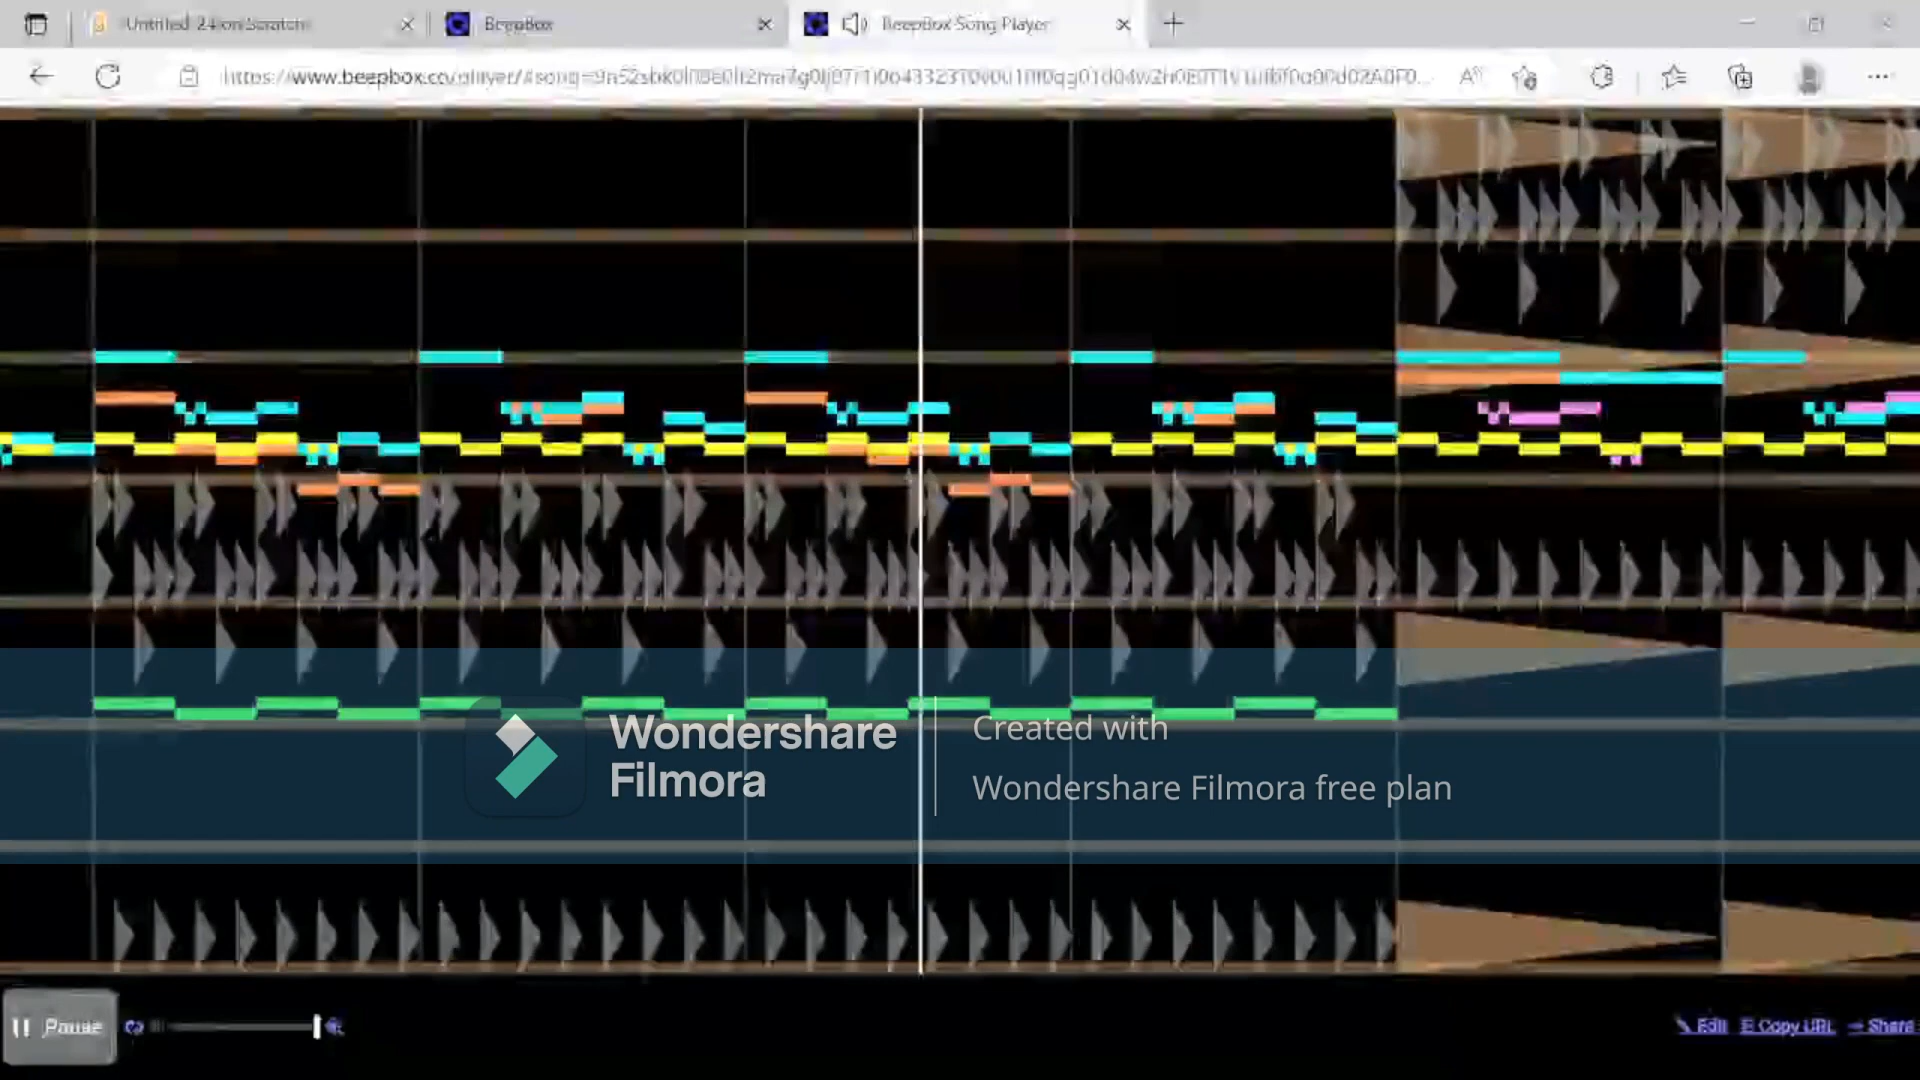 Untitled-24 on Scratch
BeepBox
BeepBox Song Player
Wondershare
Filmora
Created with
Wondershare Filmora free plan
Pause
Edit
Copy URL
Share